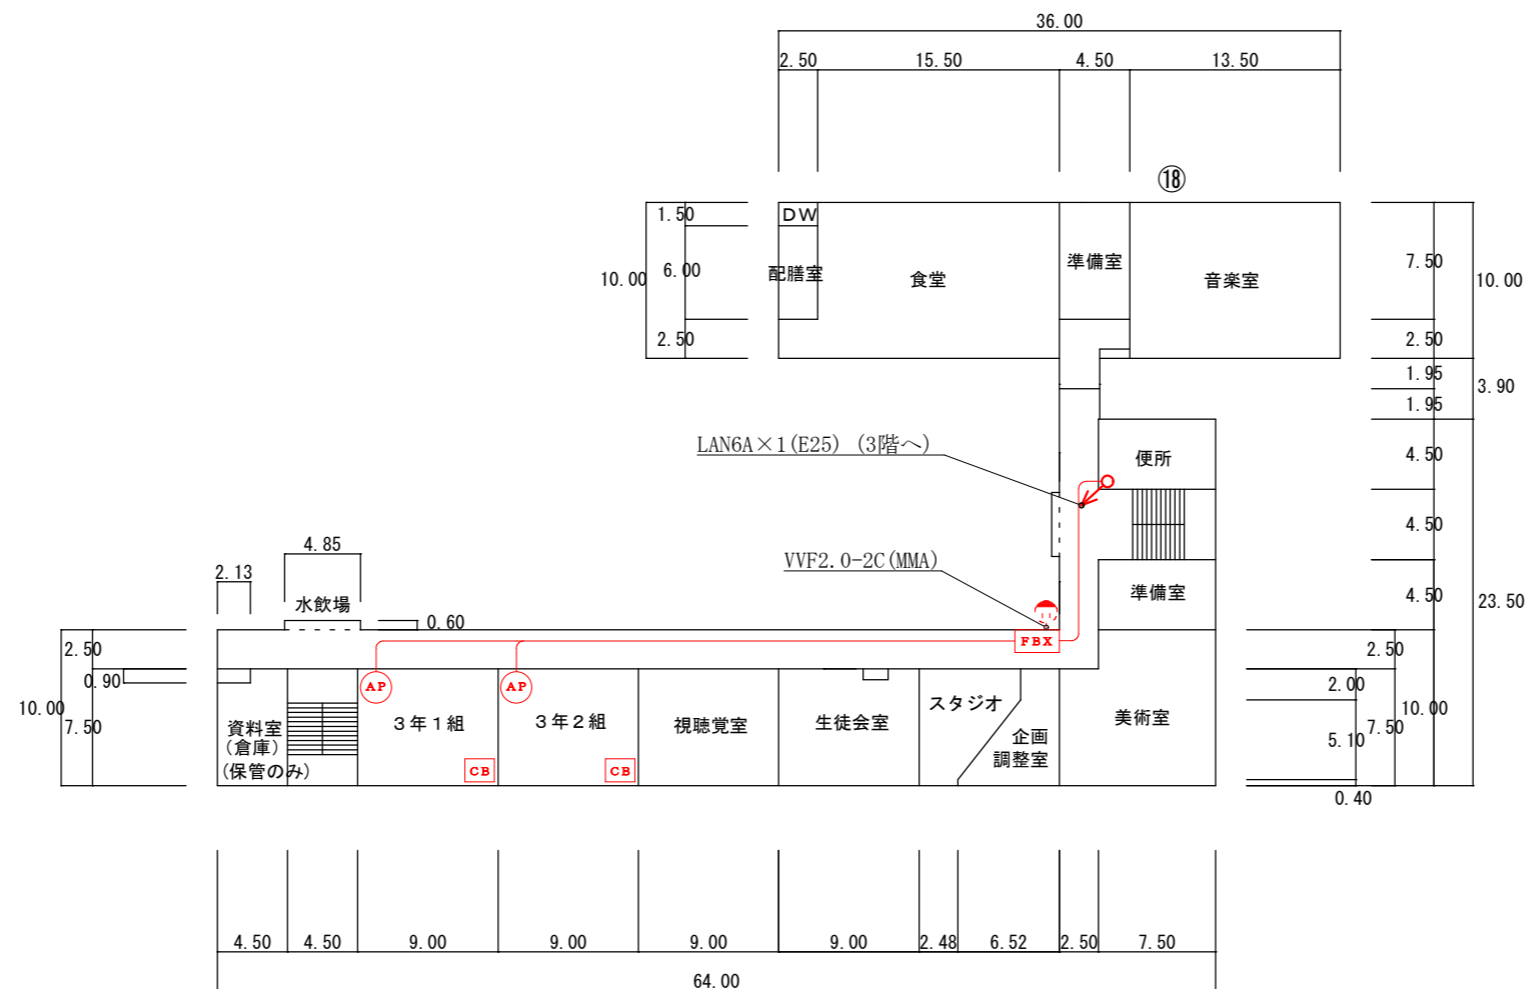 36.00
2.50
15.50
4.50
13.50
⑱
1.50
DW
10.00
6.00
配膳室
食堂
準備室
音楽室
7.50
10.00
2.50
2.50
1.95
3.90
1.95
LAN6A×1(E25) (3階へ)
便所
4.50
4.50
4.85
2.13
VVF2.0-2C(MMA)
水飲場
準備室
4.50
23.50
0.60
FBX
2.50
2.50
0.90
AP
AP
2.00
10.00
7.50
資料室
(倉庫)
(保管のみ)
3年1組
3年2組
視聴覚室
生徒会室
スタジオ
企画
調整室
美術室
10.00
7.50
5.10
CB
CB
0.40
4.50
4.50
9.00
9.00
9.00
9.00
2.48
6.52
2.50
7.50
64.00